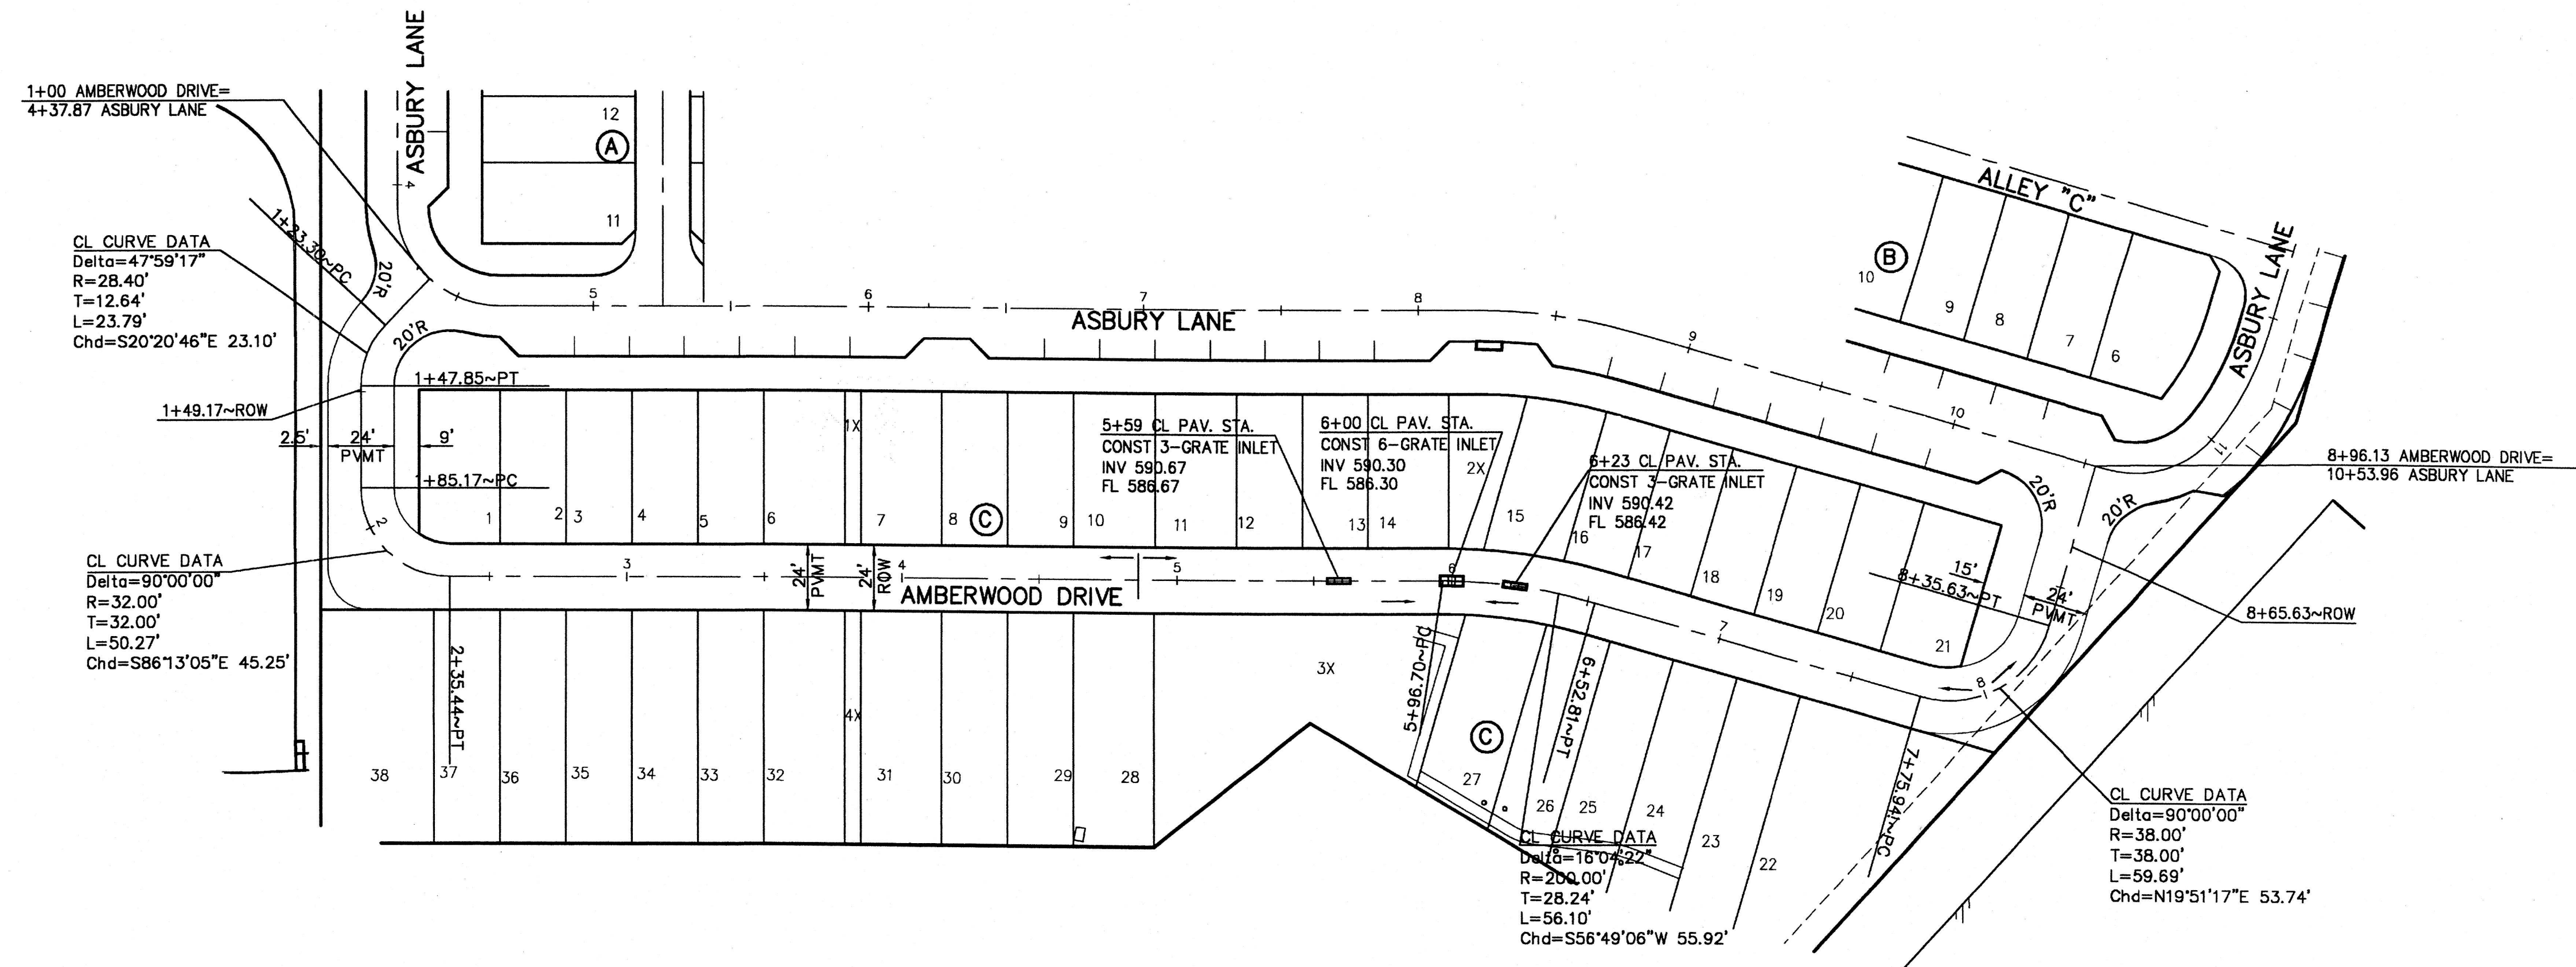 1+00 AMBERWOOD DRIVE=
4+37.87 ASBURY LANE
ASBURY LANE
4
12
A
11
1+23.30~PC
20'R
20'R
CL CURVE DATA
Delta=47°59'17"
R=28.40'
T=12.64'
L=23.79'
Chd=S20°20'46"E 23.10'
1+47.85~PT
1+49.17~ROW
2.5'
24'
PVMT
9'
1+85.17~PC
2
CL CURVE DATA
Delta=90°00'00"
R=32.00'
T=32.00'
L=50.27'
Chd=S86°13'05"E 45.25'
2+35.44~PT
5
6
7
8
ASBURY LANE
9
10
11
ALLEY "C"
B
10
9
8
7
6
ASBURY LANE
1X
5+59 CL PAV. STA.
CONST 3-GRATE INLET
INV 590.67
FL 586.67
6+00 CL PAV. STA.
CONST 6-GRATE INLET
INV 590.30
FL 586.30
2X
6+23 CL PAV. STA.
CONST 3-GRATE INLET
INV 590.42
FL 586.42
8+96.13 AMBERWOOD DRIVE=
10+53.96 ASBURY LANE
20'R
20'R
15'
8+35.63~PT
24'
PVMT
8+65.63~ROW
1
2
3
4
5
6
7
8
C
9
10
11
12
13
14
15
16
17
18
19
20
21
3
4
5
6
7
8
24'
PVMT
24'
ROW
AMBERWOOD DRIVE
3X
4X
5+96.70~PC
6+52.81~PT
7+75.94~PC
C
38
37
36
35
34
33
32
31
30
29
28
27
26
25
24
23
22
CL CURVE DATA
Delta=16°04'22"
R=200.00'
T=28.24'
L=56.10'
Chd=S56°49'06"W 55.92'
CL CURVE DATA
Delta=90°00'00"
R=38.00'
T=38.00'
L=59.69'
Chd=N19°51'17"E 53.74'